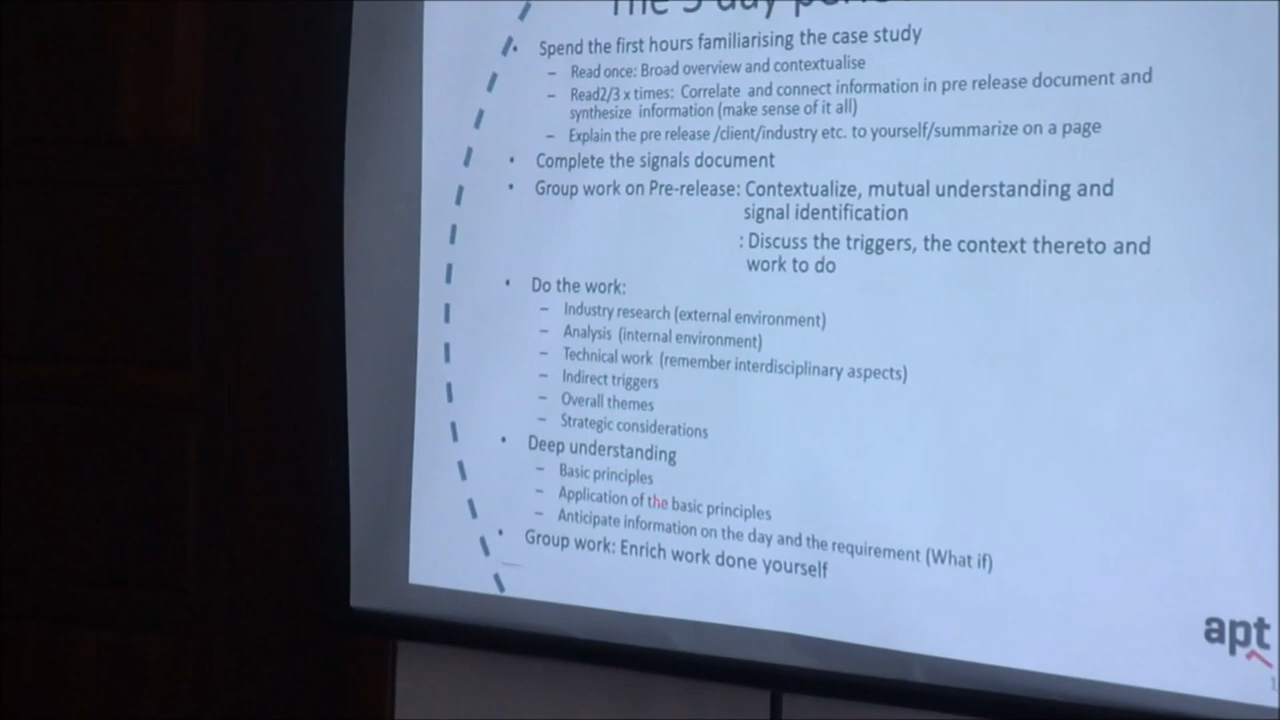 The 5 day
• Spend the first hours familiarising the case study
– Read once: Broad overview and contextualise
– Read2/3 x times: Correlate and connect information in pre release document and
synthesize information (make sense of it all)
– Explain the pre release /client/industry etc. to yourself/summarize on a page
• Complete the signals document
• Group work on Pre-release: Contextualize, mutual understanding and
signal identification
: Discuss the triggers, the context thereto and
work to do
• Do the work:
– Industry research (external environment)
– Analysis (internal environment)
– Technical work (remember interdisciplinary aspects)
– Indirect triggers
– Overall themes
– Strategic considerations
• Deep understanding
– Basic principles
– Application of the basic principles
– Anticipate information on the day and the requirement (What if)
• Group work: Enrich work done yourself
apt